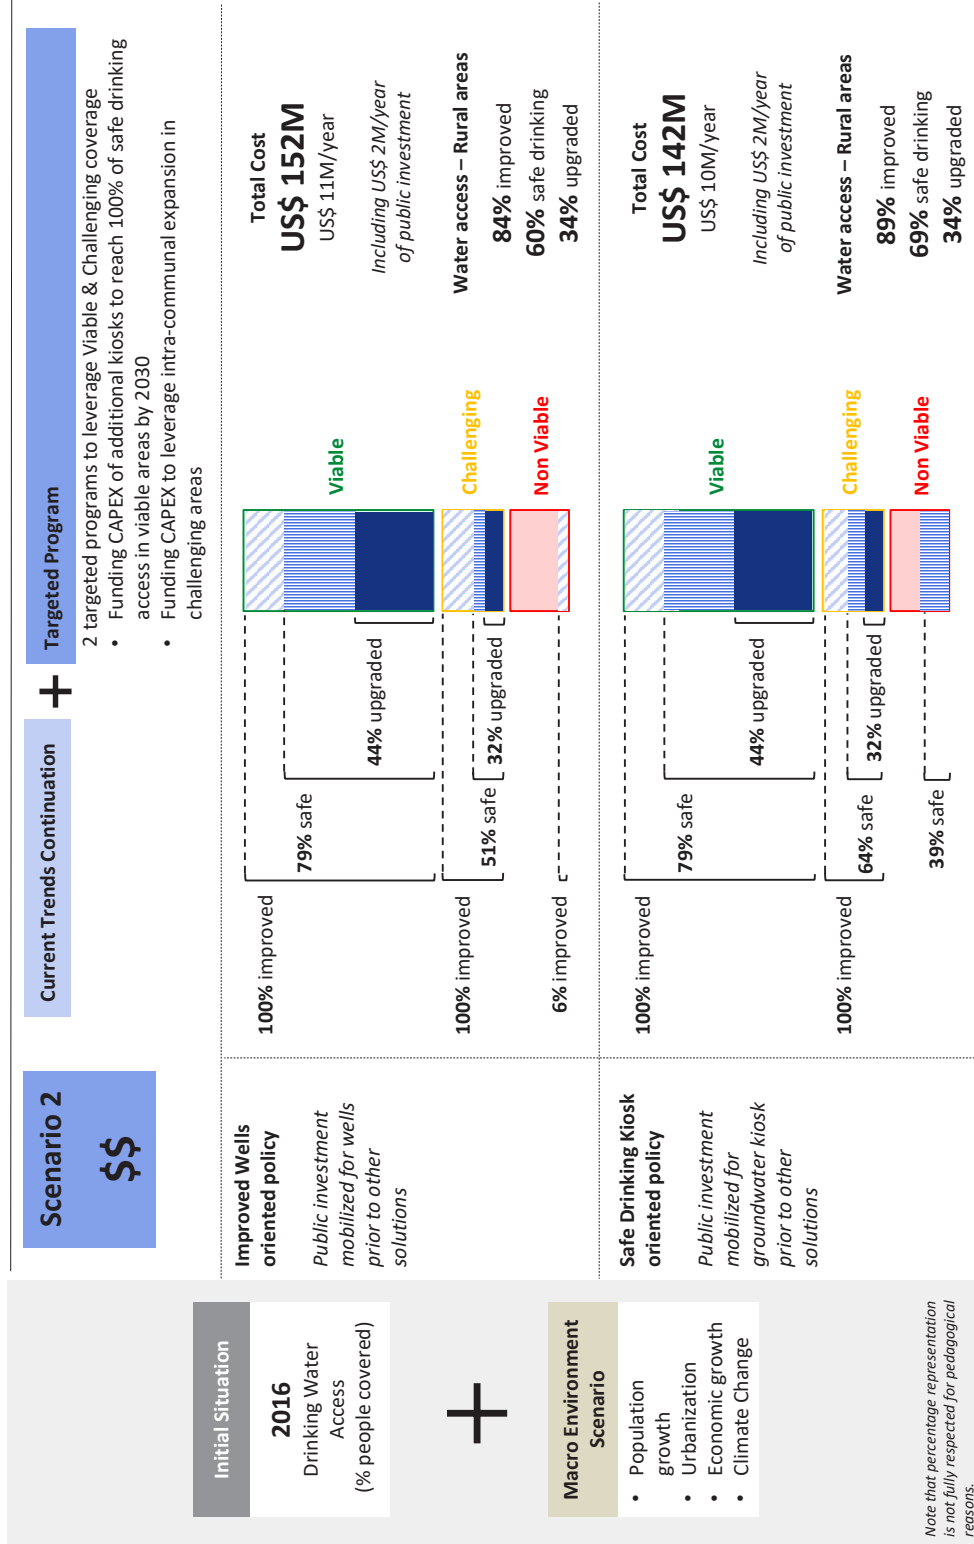 Initial Situation
2016
Drinking Water
Access
(% people covered)
+
Macro Environment
Scenario
• Population
growth
• Urbanization
• Economic growth
• Climate Change
Note that percentage representation
is not fully respected for pedagogical
reasons.
Scenario 2
$$
Current Trends Continuation
+
Targeted Program
2 targeted programs to leverage Viable & Challenging coverage
• Funding CAPEX of additional kiosks to reach 100% of safe drinking
access in viable areas by 2030
• Funding CAPEX to leverage intra-communal expansion in
challenging areas
Improved Wells
oriented policy
Public investment
mobilized for wells
prior to other
solutions
100% improved
79% safe
44% upgraded
Viable
100% improved
51% safe
32% upgraded
Challenging
6% improved
Non Viable
Total Cost
US$ 152M
US$ 11M/year
Including US$ 2M/year
of public investment
Water access – Rural areas
84% improved
60% safe drinking
34% upgraded
Safe Drinking Kiosk
oriented policy
Public investment
mobilized for
groundwater kiosk
prior to other
solutions
100% improved
79% safe
44% upgraded
Viable
100% improved
64% safe
32% upgraded
Challenging
39% safe
Non Viable
Total Cost
US$ 142M
US$ 10M/year
Including US$ 2M/year
of public investment
Water access – Rural areas
89% improved
69% safe drinking
34% upgraded